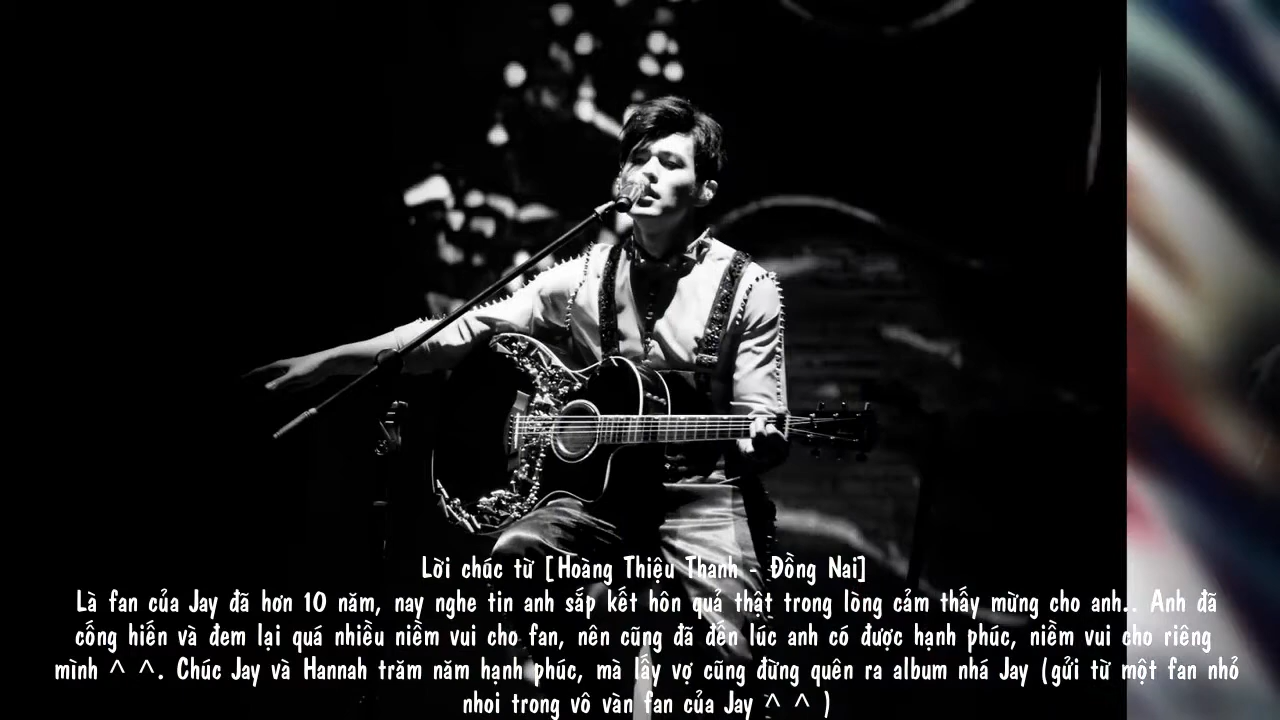 Lời chúc từ [Hoàng Thiệu Thanh - Đồng Nai]
Là fan của Jay đã hơn 10 năm, nay nghe tin anh sắp kết hôn quả thật trong lòng cảm thấy mừng cho anh.. Anh đã
cống hiến và đem lại quá nhiều niềm vui cho fan, nên cũng đã đến lúc anh có được hạnh phúc, niềm vui cho riêng
mình ^ ^. Chúc Jay và Hannah trăm năm hạnh phúc, mà lấy vợ cũng đừng quên ra album nhá Jay (gửi từ một fan nhỏ
nhoi trong vô vàn fan của Jay ^ ^ )